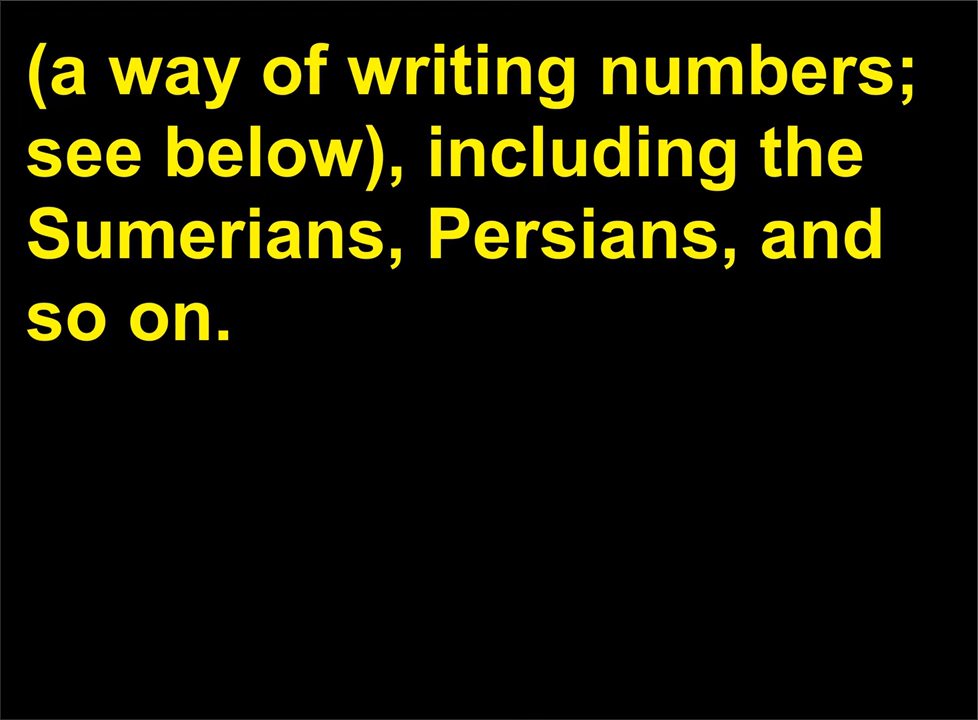 (a way of writing numbers;
see below), including the
Sumerians, Persians, and
so on.